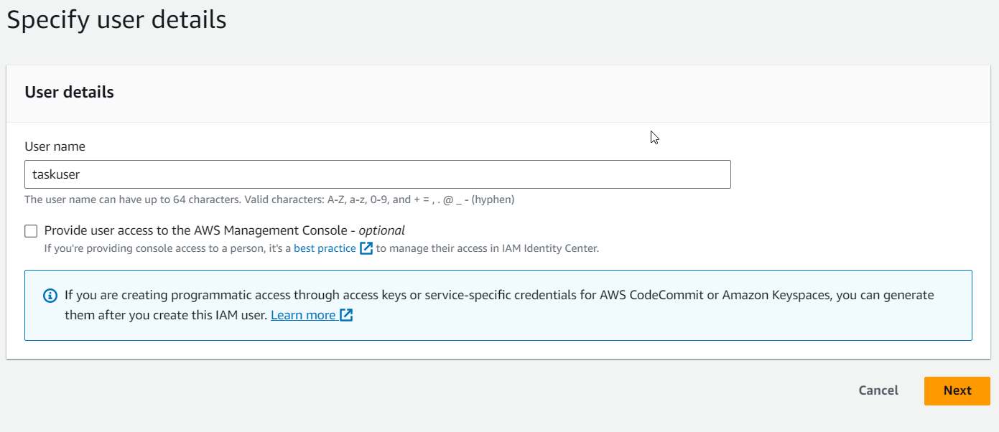 Specify user details
User details
User name
taskuser
The user name can have up to 64 characters. Valid characters: A-Z, a-z, 0-9, and + = , . @ _ - (hyphen)
Provide user access to the AWS Management Console - optional
If you're providing console access to a person, it's a best practice to manage their access in IAM Identity Center.
If you are creating programmatic access through access keys or service-specific credentials for AWS CodeCommit or Amazon Keyspaces, you can generate
them after you create this IAM user. Learn more
Cancel
Next